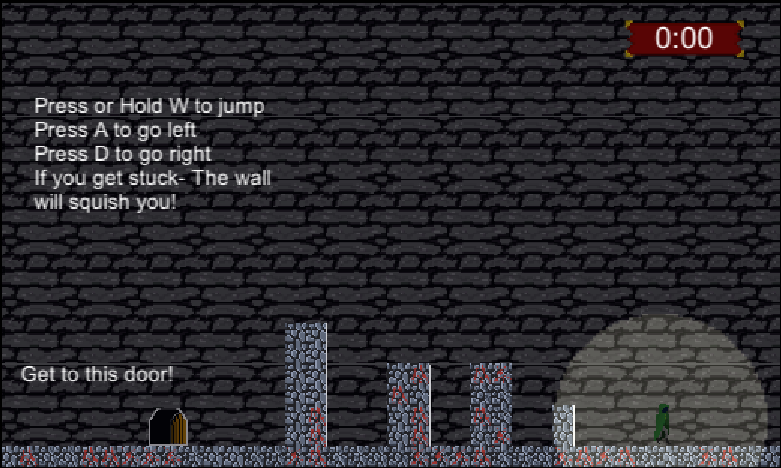 0:00
Press or Hold W to jump
Press A to go left
Press D to go right
If you get stuck- The wall
will squish you!
Get to this door!